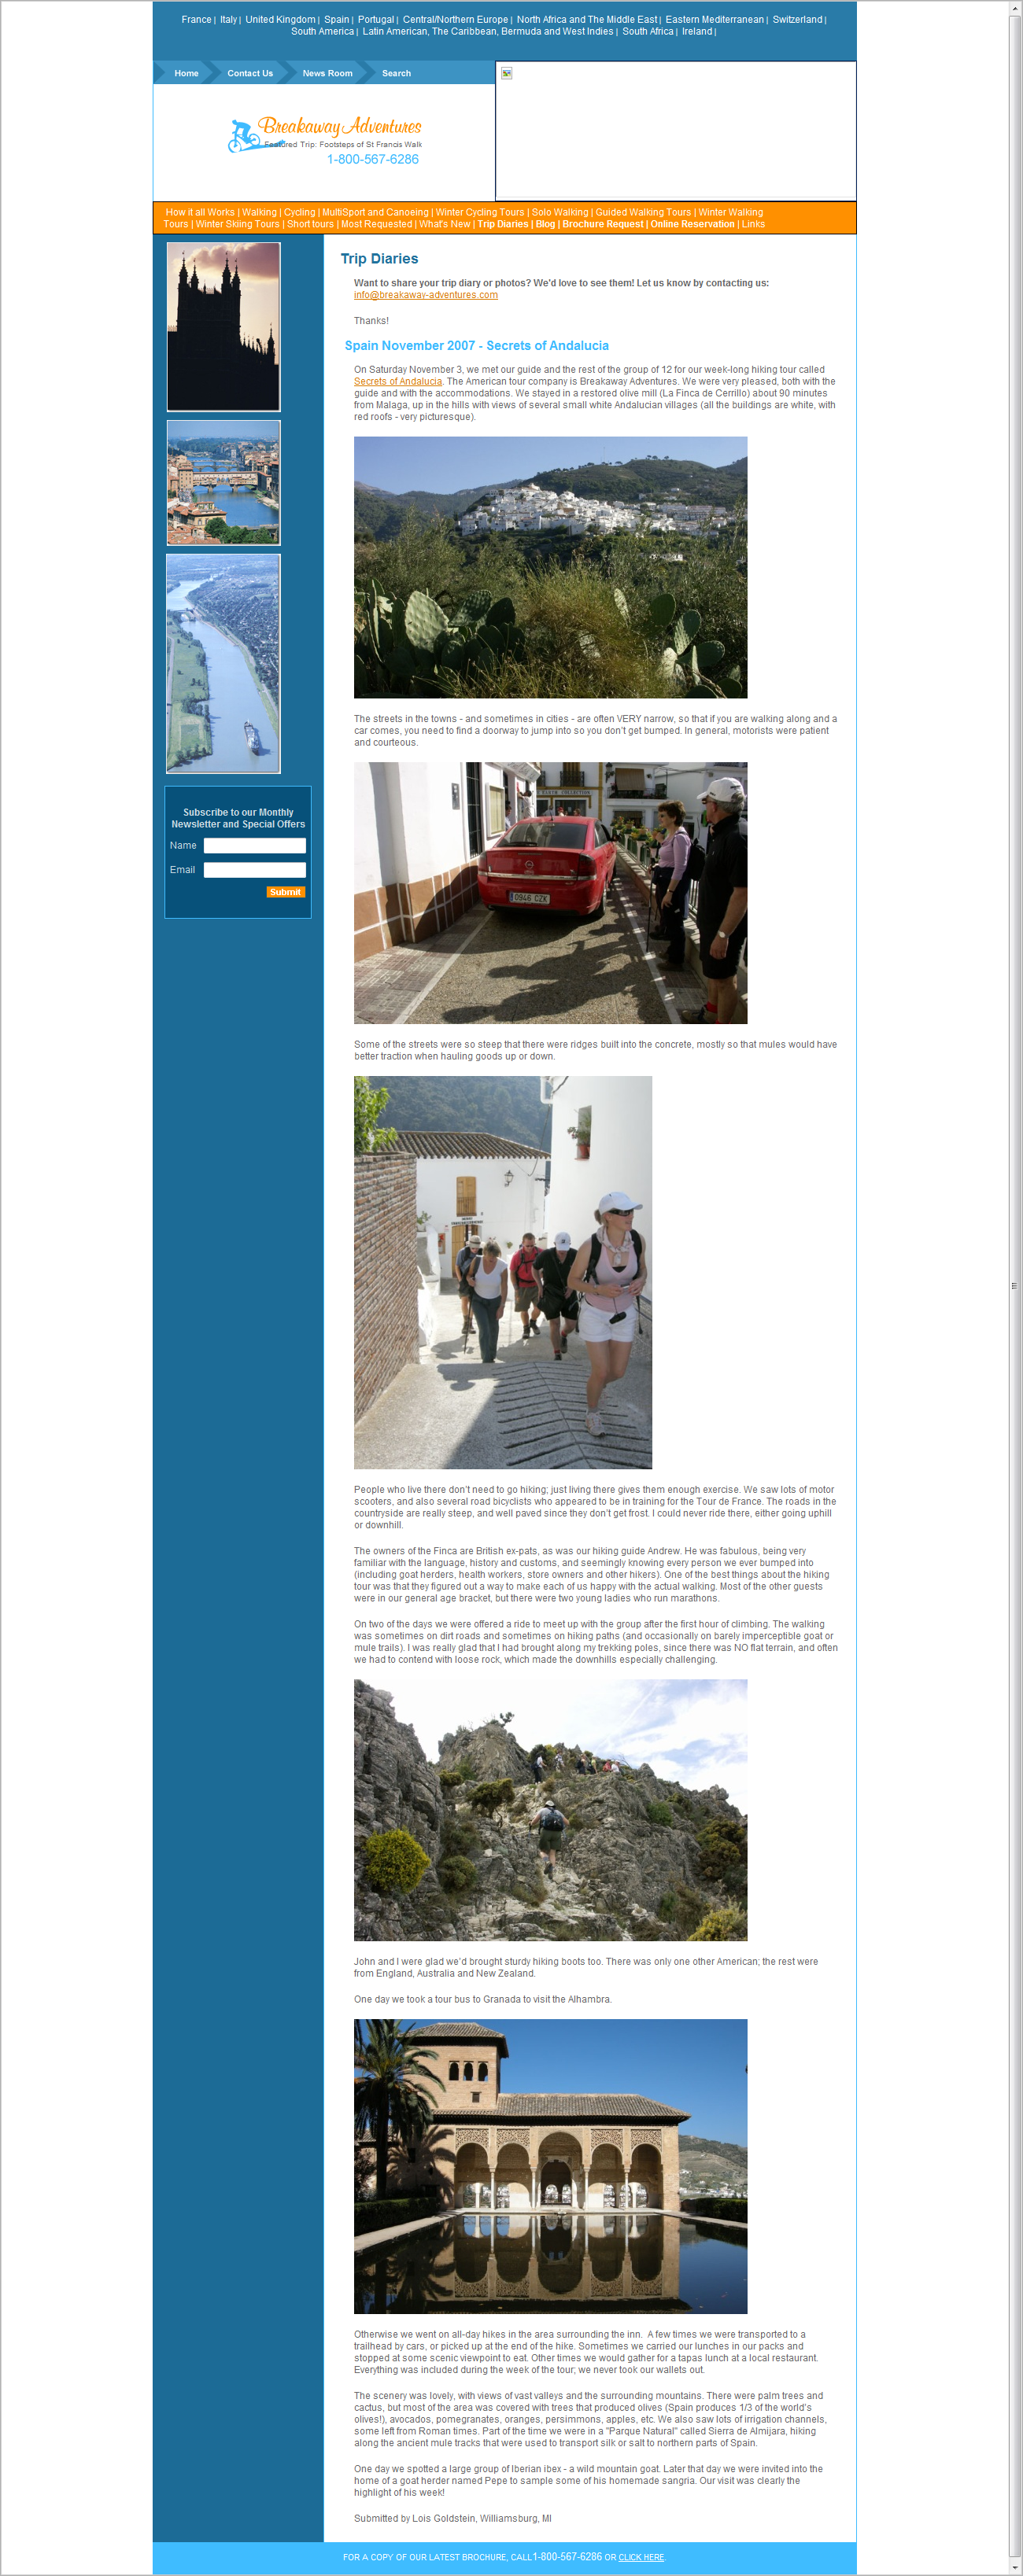 France | Italy | United Kingdom | Spain | Portugal | Central/Northern Europe | North Africa and The Middle East | Eastern Mediterranean | Switzerland |
South America | Latin American, The Caribbean, Bermuda and West Indies | South Africa | Ireland |
Home Contact Us News Room Search
Breakaway Adventures
Featured Trip: Footsteps of St Francis Walk
1-800-567-6286
How it all Works | Walking | Cycling | MultiSport and Canoeing | Winter Cycling Tours | Solo Walking | Guided Walking Tours | Winter Walking
Tours | Winter Skiing Tours | Short tours | Most Requested | What's New | Trip Diaries | Blog | Brochure Request | Online Reservation | Links
Subscribe to our Monthly
Newsletter and Special Offers
Name
Email
Submit
Trip Diaries
Want to share your trip diary or photos? We'd love to see them! Let us know by contacting us:
info@breakaway-adventures.com
Thanks!
Spain November 2007 - Secrets of Andalucia
On Saturday November 3, we met our guide and the rest of the group of 12 for our week-long hiking tour called
Secrets of Andalucia. The American tour company is Breakaway Adventures. We were very pleased, both with the
guide and with the accommodations. We stayed in a restored olive mill (La Finca de Cerrillo) about 90 minutes
from Malaga, up in the hills with views of several small white Andalucian villages (all the buildings are white, with
red roofs - very picturesque).
The streets in the towns - and sometimes in cities - are often VERY narrow, so that if you are walking along and a
car comes, you need to find a doorway to jump into so you don't get bumped. In general, motorists were patient
and courteous.
0946 CZK
Some of the streets were so steep that there were ridges built into the concrete, mostly so that mules would have
better traction when hauling goods up or down.
People who live there don't need to go hiking; just living there gives them enough exercise. We saw lots of motor
scooters, and also several road bicyclists who appeared to be in training for the Tour de France. The roads in the
countryside are really steep, and well paved since they don't get frost. I could never ride there, either going uphill
or downhill.
The owners of the Finca are British ex-pats, as was our hiking guide Andrew. He was fabulous, being very
familiar with the language, history and customs, and seemingly knowing every person we ever bumped into
(including goat herders, health workers, store owners and other hikers). One of the best things about the hiking
tour was that they figured out a way to make each of us happy with the actual walking. Most of the other guests
were in our general age bracket, but there were two young ladies who run marathons.
On two of the days we were offered a ride to meet up with the group after the first hour of climbing. The walking
was sometimes on dirt roads and sometimes on hiking paths (and occasionally on barely imperceptible goat or
mule trails). I was really glad that I had brought along my trekking poles, since there was NO flat terrain, and often
we had to contend with loose rock, which made the downhills especially challenging.
John and I were glad we'd brought sturdy hiking boots too. There was only one other American; the rest were
from England, Australia and New Zealand.
One day we took a tour bus to Granada to visit the Alhambra.
Otherwise we went on all-day hikes in the area surrounding the inn. A few times we were transported to a
trailhead by cars, or picked up at the end of the hike. Sometimes we carried our lunches in our packs and
stopped at some scenic viewpoint to eat. Other times we would gather for a tapas lunch at a local restaurant.
Everything was included during the week of the tour; we never took our wallets out.
The scenery was lovely, with views of vast valleys and the surrounding mountains. There were palm trees and
cactus, but most of the area was covered with trees that produced olives (Spain produces 1/3 of the world's
olives!), avocados, pomegranates, oranges, persimmons, apples, etc. We also saw lots of irrigation channels,
some left from Roman times. Part of the time we were in a "Parque Natural" called Sierra de Almijara, hiking
along the ancient mule tracks that were used to transport silk or salt to northern parts of Spain.
One day we spotted a large group of Iberian ibex - a wild mountain goat. Later that day we were invited into the
home of a goat herder named Pepe to sample some of his homemade sangria. Our visit was clearly the
highlight of his week!
Submitted by Lois Goldstein, Williamsburg, MI
FOR A COPY OF OUR LATEST BROCHURE, CALL 1-800-567-6286 OR CLICK HERE.